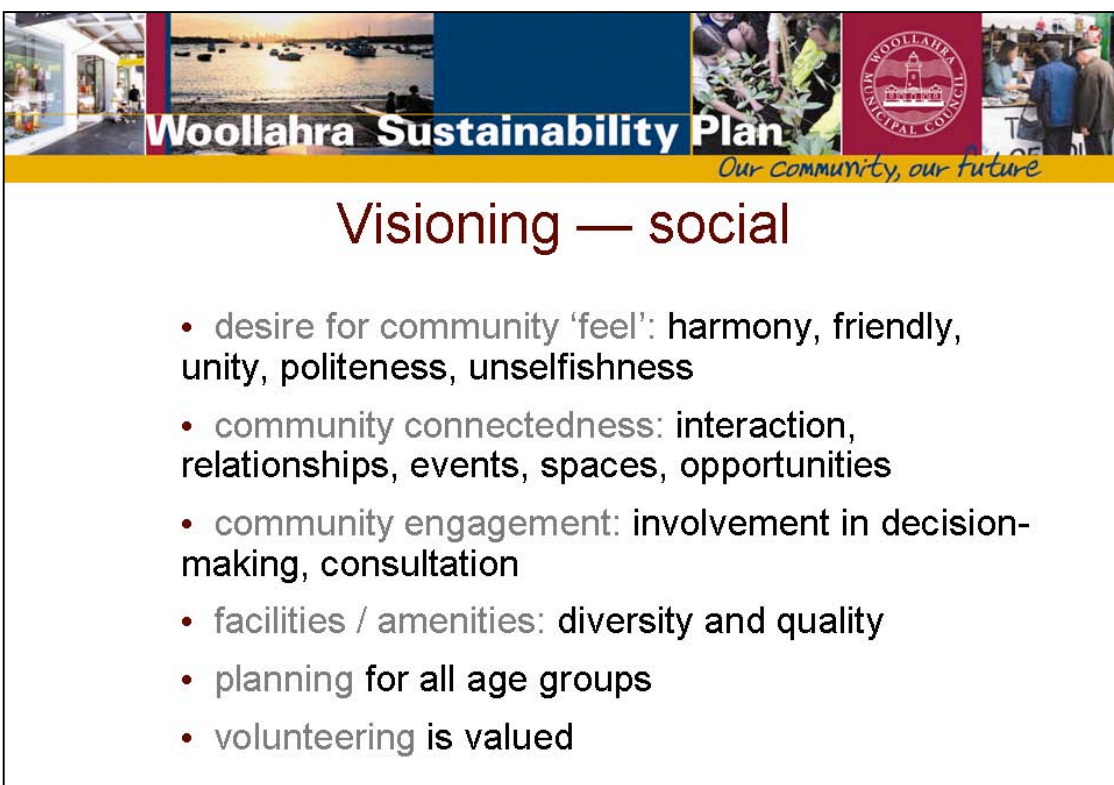 WOOLLAHRA
MUNICIPAL COUNCIL
Woollahra Sustainability Plan
Our community, our future
Visioning — social
• desire for community ‘feel’: harmony, friendly,
unity, politeness, unselfishness
• community connectedness: interaction,
relationships, events, spaces, opportunities
• community engagement: involvement in decision-
making, consultation
• facilities / amenities: diversity and quality
• planning for all age groups
• volunteering is valued